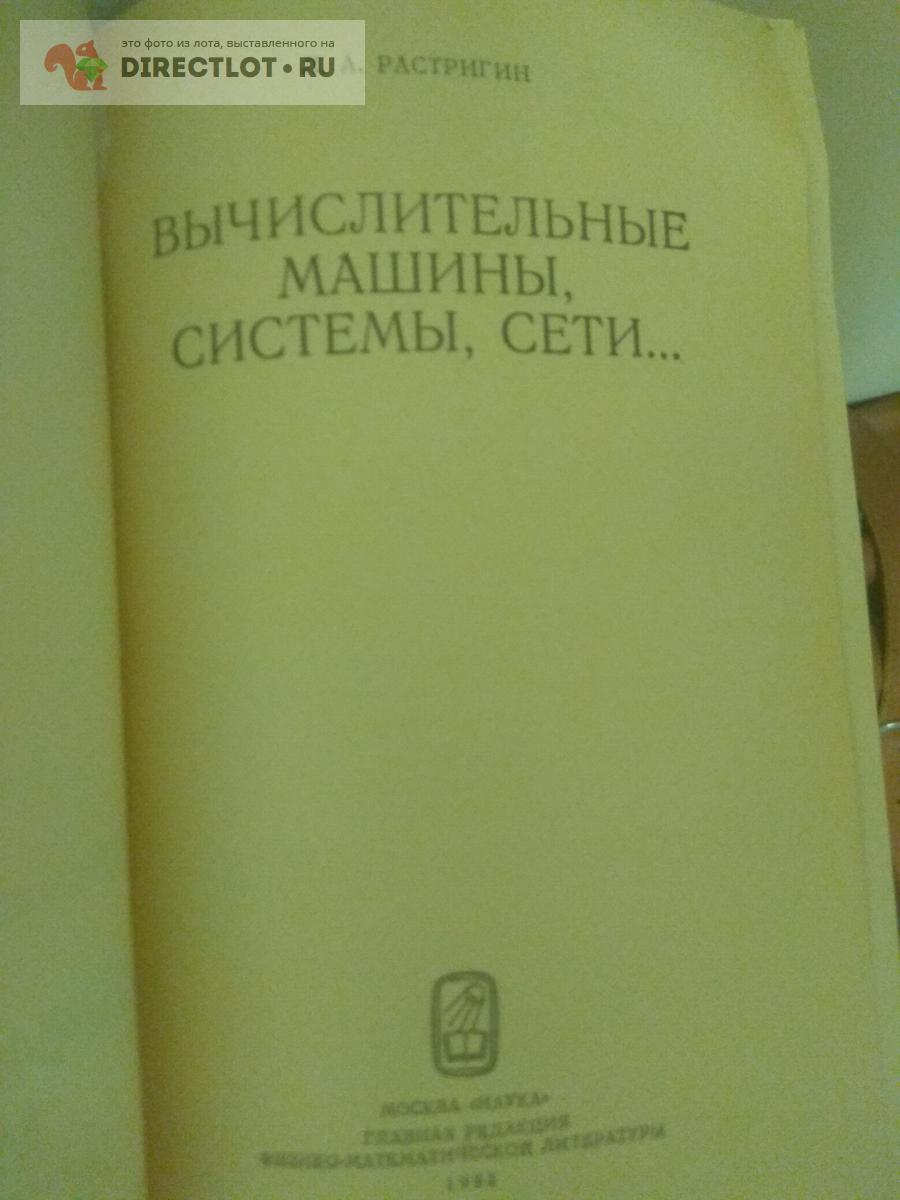 это фото из лота, выставленного на
DIRECTLOT.RU
А. РАСТРИГИН
ВЫЧИСЛИТЕЛЬНЫЕ
МАШИНЫ,
СИСТЕМЫ, СЕТИ...
МОСКВА «НАУКА»
ГЛАВНАЯ РЕДАКЦИЯ
ФИЗИКО-МАТЕМАТИЧЕСКОЙ ЛИТЕРАТУРЫ
1982